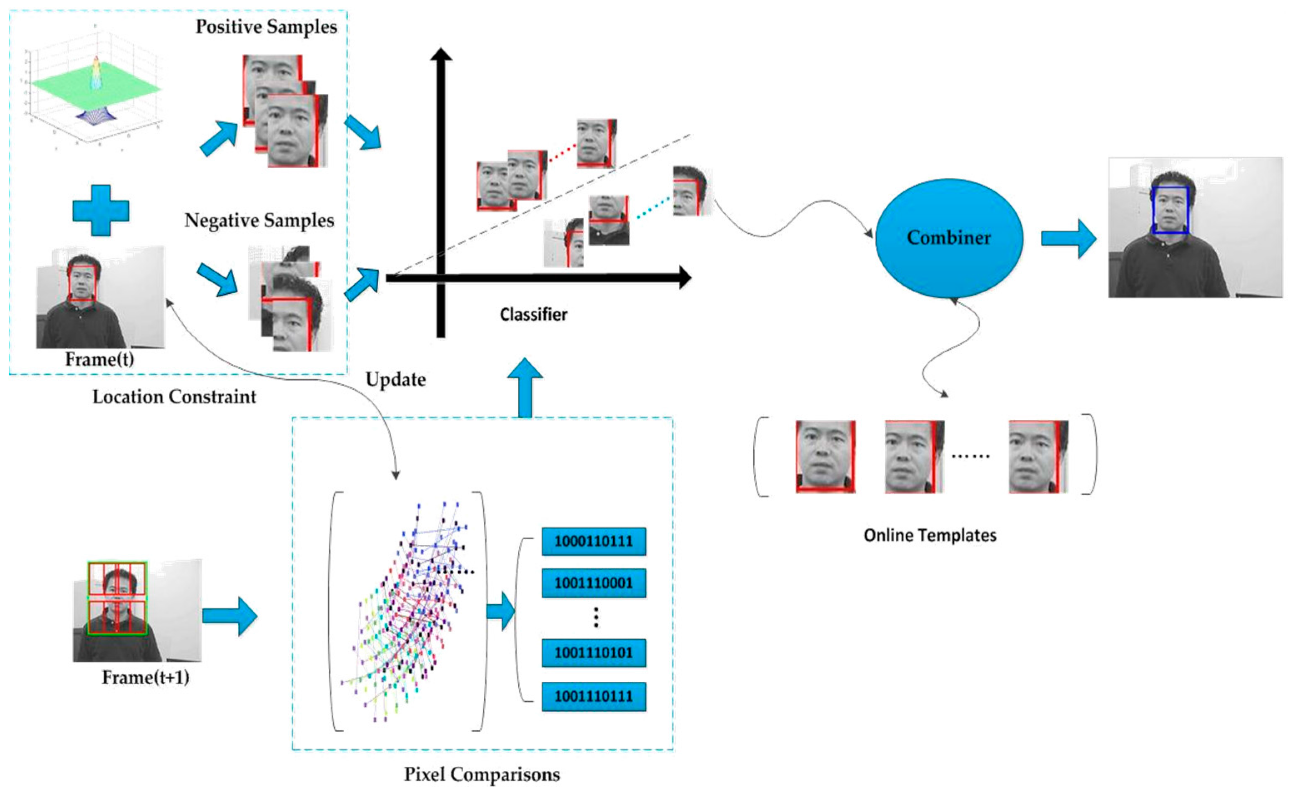 Positive Samples
Negative Samples
Frame(t)
Location Constraint
Classifier
Combiner
Update
Online Templates
1000110111
1001110001
1001110101
1001110111
Frame(t+1)
Pixel Comparisons